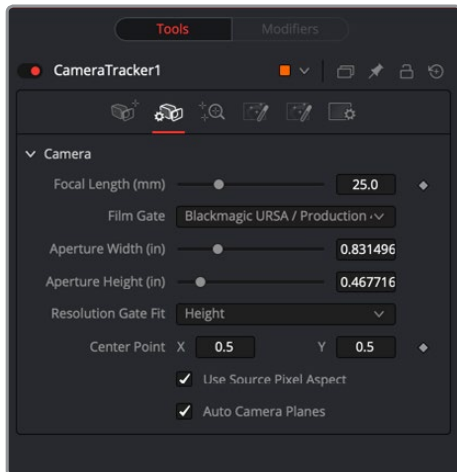 Tools Modifiers
CameraTracker1
Camera
Focal Length (mm) 25.0
Film Gate Blackmagic URSA / Production
Aperture Width (in) 0.831496
Aperture Height (in) 0.467716
Resolution Gate Fit Height
Center Point X 0.5 Y 0.5
Use Source Pixel Aspect
Auto Camera Planes